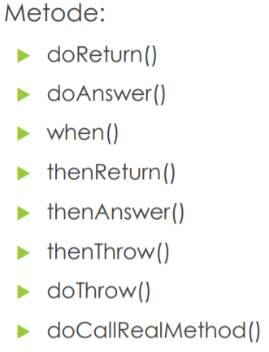 Metode:
doReturn()
doAnswer()
when()
thenReturn()
thenAnswer()
thenThrow()
doThrow()
doCallRealMethod()